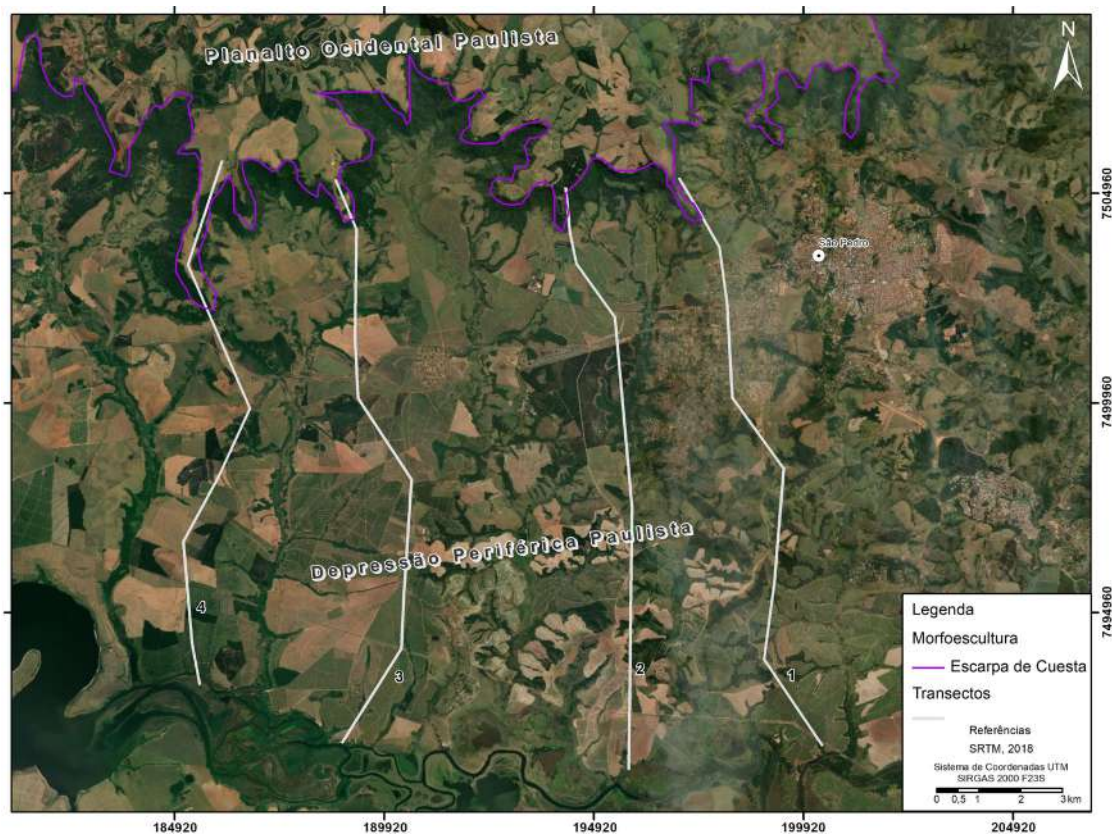 Planalto Ocidental Paulista
N
7504960
São Pedro
7499960
Depressão Periférica Paulista
7494960
4
3
2
1
Legenda
Morfoescultura
Escarpa de Cuesta
Transectos
Referências
SRTM, 2018
Sistema de Coordenadas UTM
SIRGAS 2000 F23S
0 0,5 1 2 3 km
184920 189920 194920 199920 204920